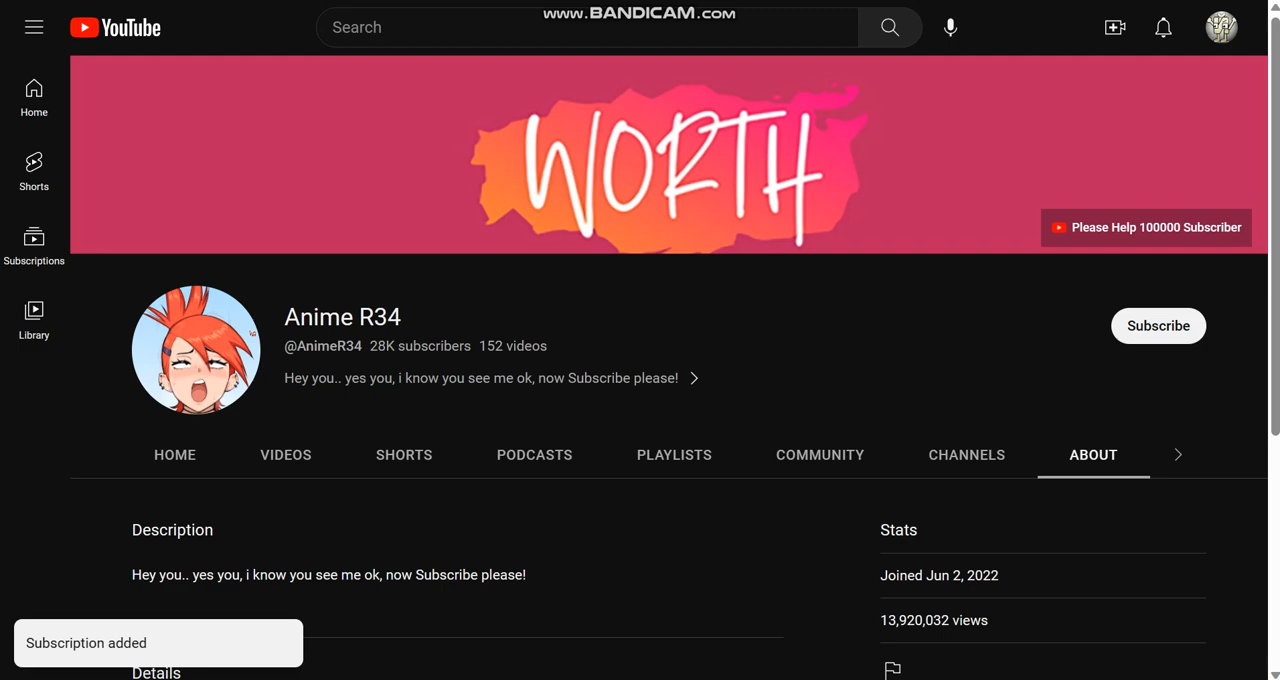 www.BANDICAM.com
YouTube
Search
Home
Shorts
Subscriptions
Library
WORTH
Please Help 100000 Subscriber
Anime R34
@AnimeR34 28K subscribers 152 videos
Hey you.. yes you, i know you see me ok, now Subscribe please!
Subscribe
HOME VIDEOS SHORTS PODCASTS PLAYLISTS COMMUNITY CHANNELS ABOUT
Description
Hey you.. yes you, i know you see me ok, now Subscribe please!
Stats
Joined Jun 2, 2022
13,920,032 views
Subscription added
Details